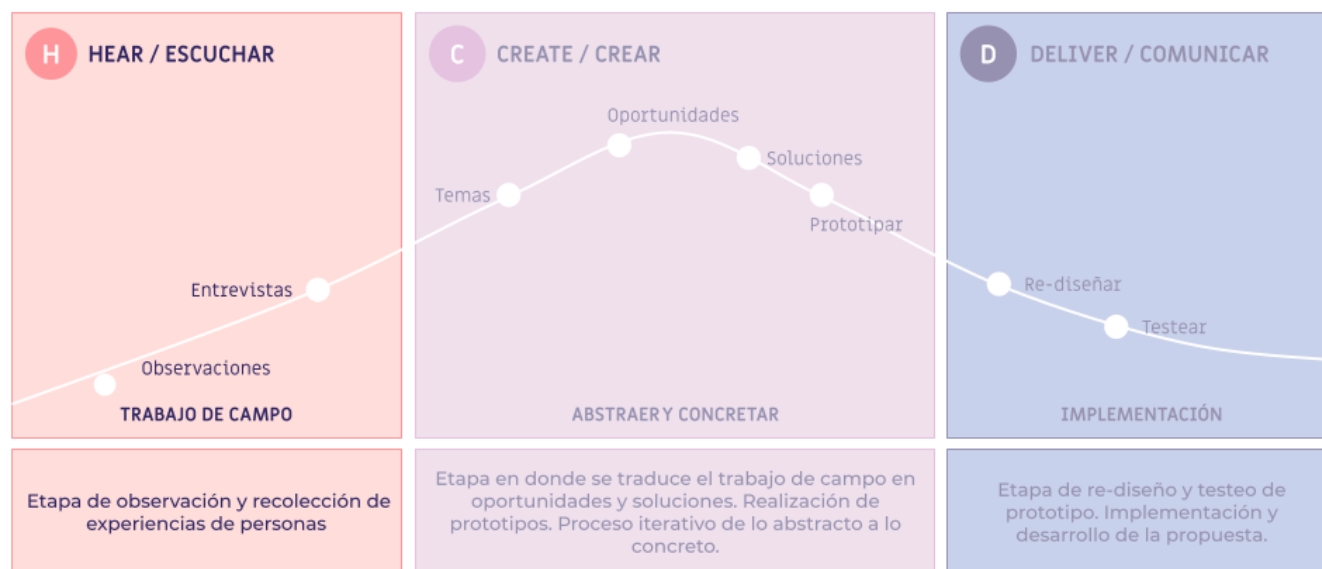 H HEAR / ESCUCHAR
Observaciones
Entrevistas
TRABAJO DE CAMPO
Etapa de observación y recolección de
experiencias de personas
C CREATE / CREAR
Temas
Oportunidades
Soluciones
Prototipar
ABSTRAER Y CONCRETAR
Etapa en donde se traduce el trabajo de campo en
oportunidades y soluciones. Realización de
prototipos. Proceso iterativo de lo abstracto a lo
concreto.
D DELIVER / COMUNICAR
Re-diseñar
Testear
IMPLEMENTACIÓN
Etapa de re-diseño y testeo de
prototipo. Implementación y
desarrollo de la propuesta.